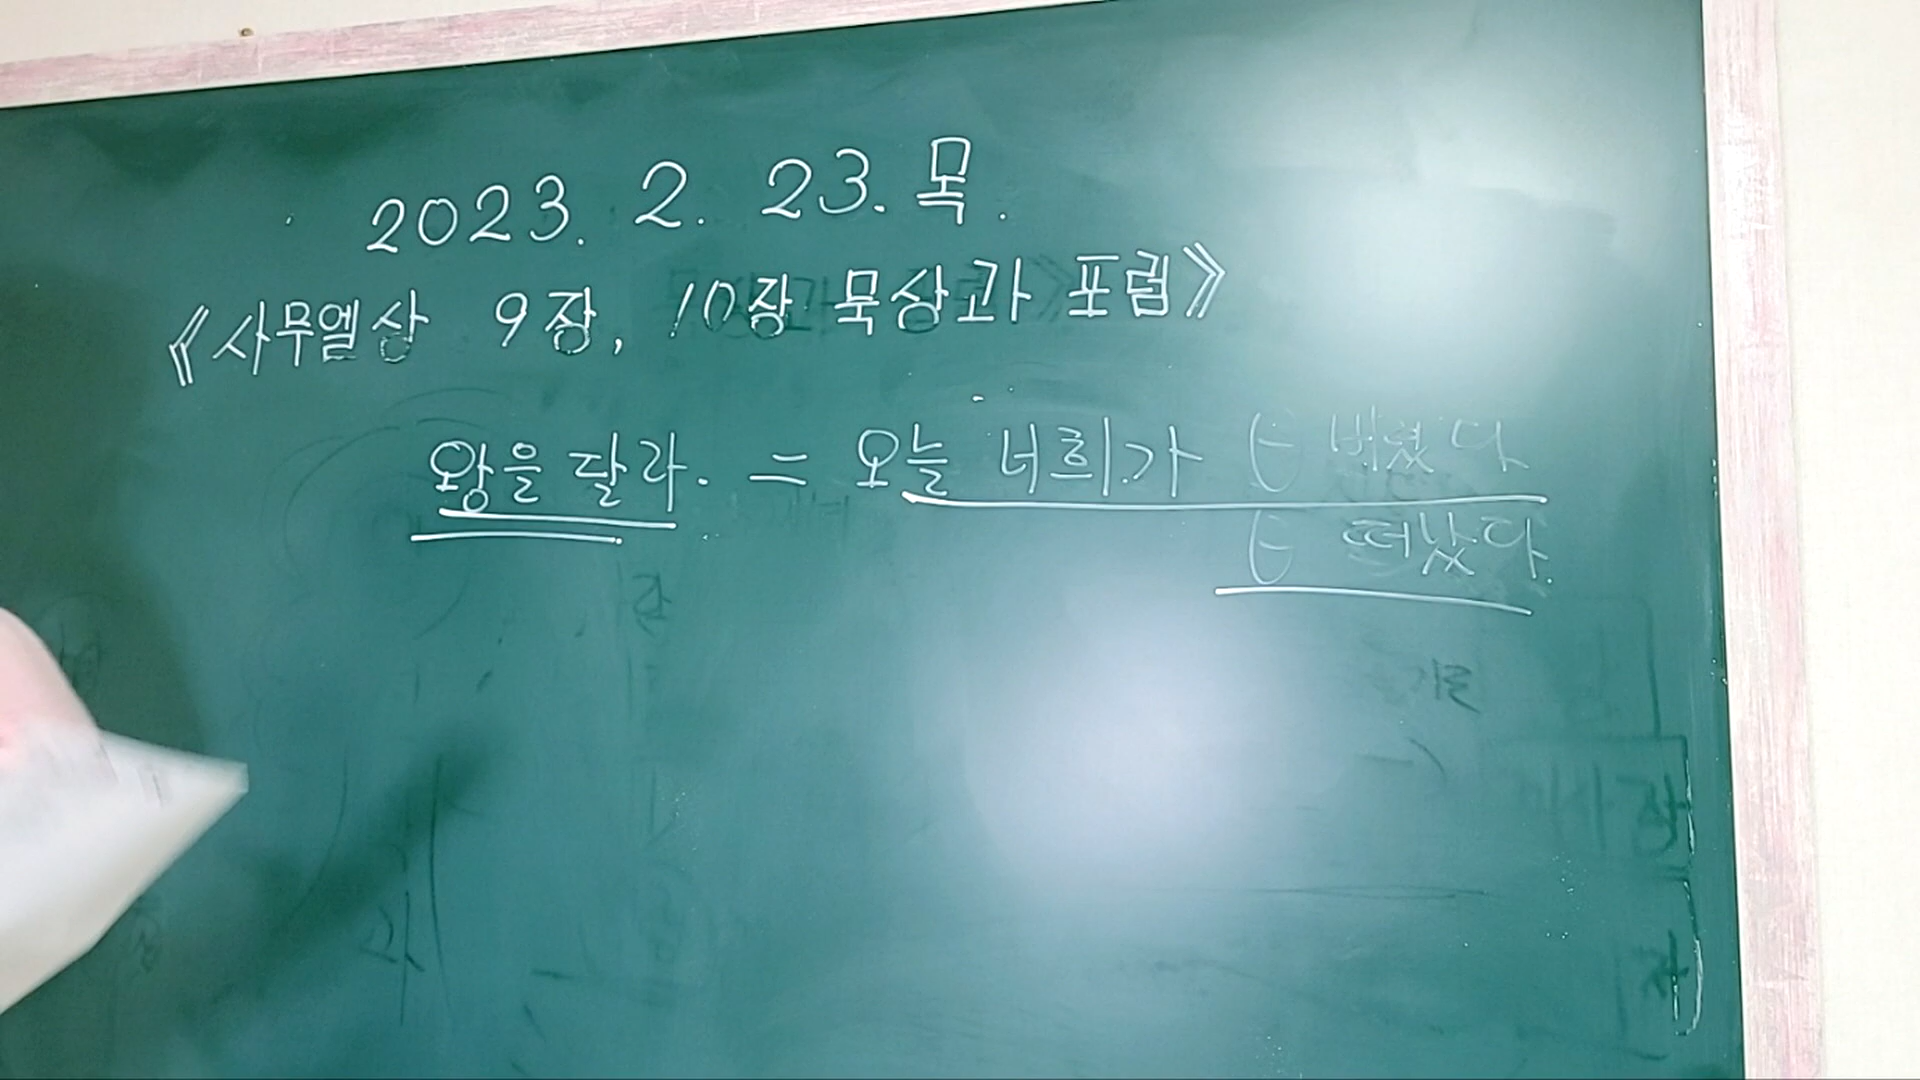 2023. 2. 23. 목.
《사무엘상 9장, 10장 묵상과 포럼》
왕을 달라. = 오늘 너희가 버렸다
떠났다.